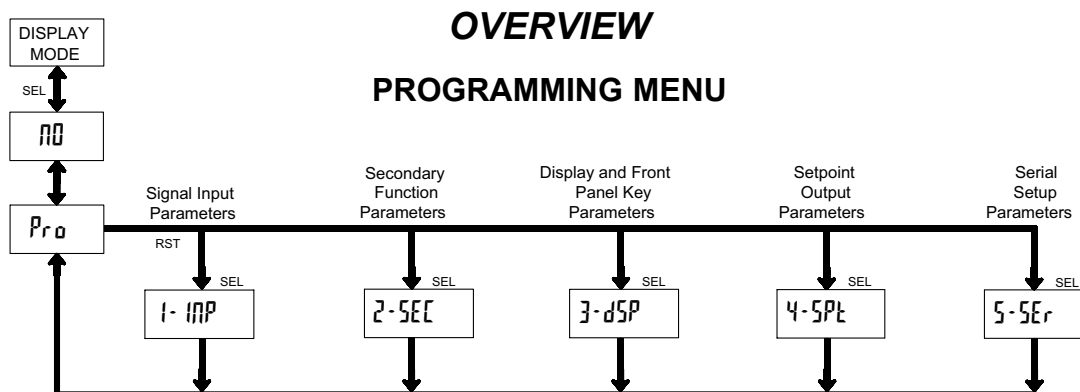 OVERVIEW
PROGRAMMING MENU
DISPLAY
MODE
SEL
NO
Pro
RST
Signal Input
Parameters
SEL
1-INP
Secondary
Function
Parameters
SEL
2-SEC
Display and Front
Panel Key
Parameters
SEL
3-dSP
Setpoint
Output
Parameters
SEL
4-SPt
Serial
Setup
Parameters
SEL
5-SEr